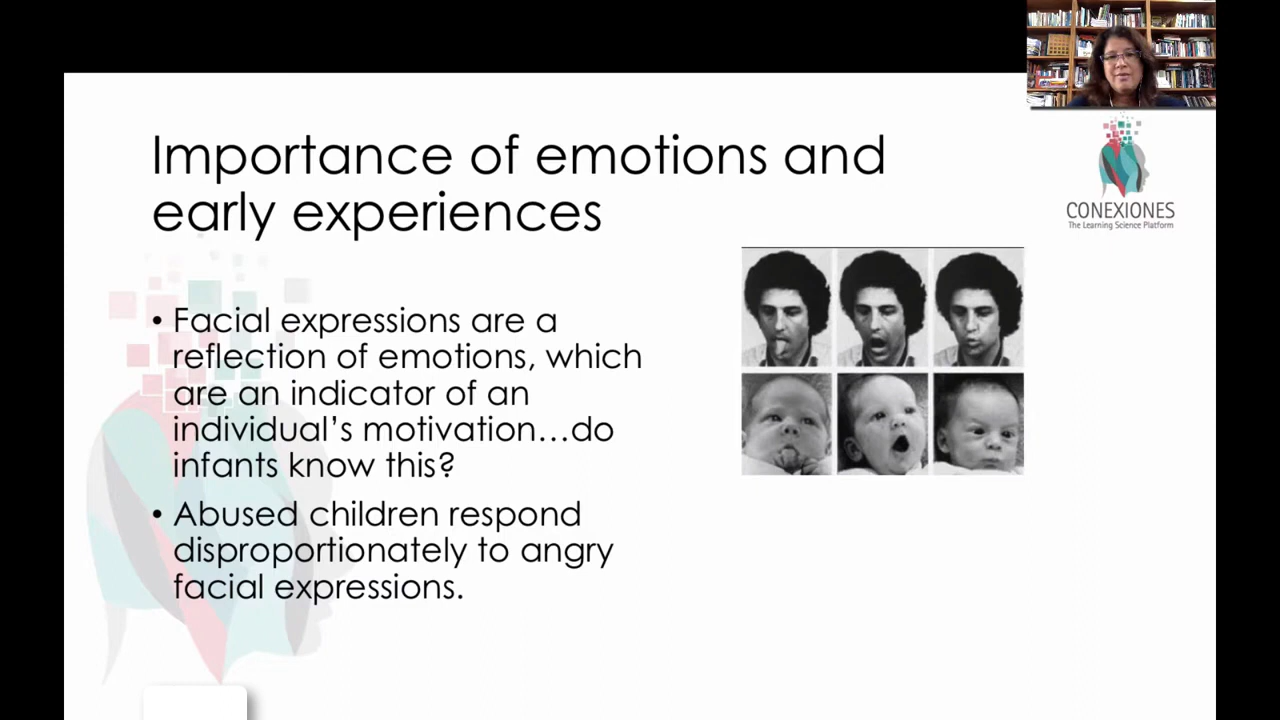 Importance of emotions and
early experiences
CONEXIONES
The Learning Science Platform
• Facial expressions are a
reflection of emotions, which
are an indicator of an
individual’s motivation…do
infants know this?
• Abused children respond
disproportionately to angry
facial expressions.